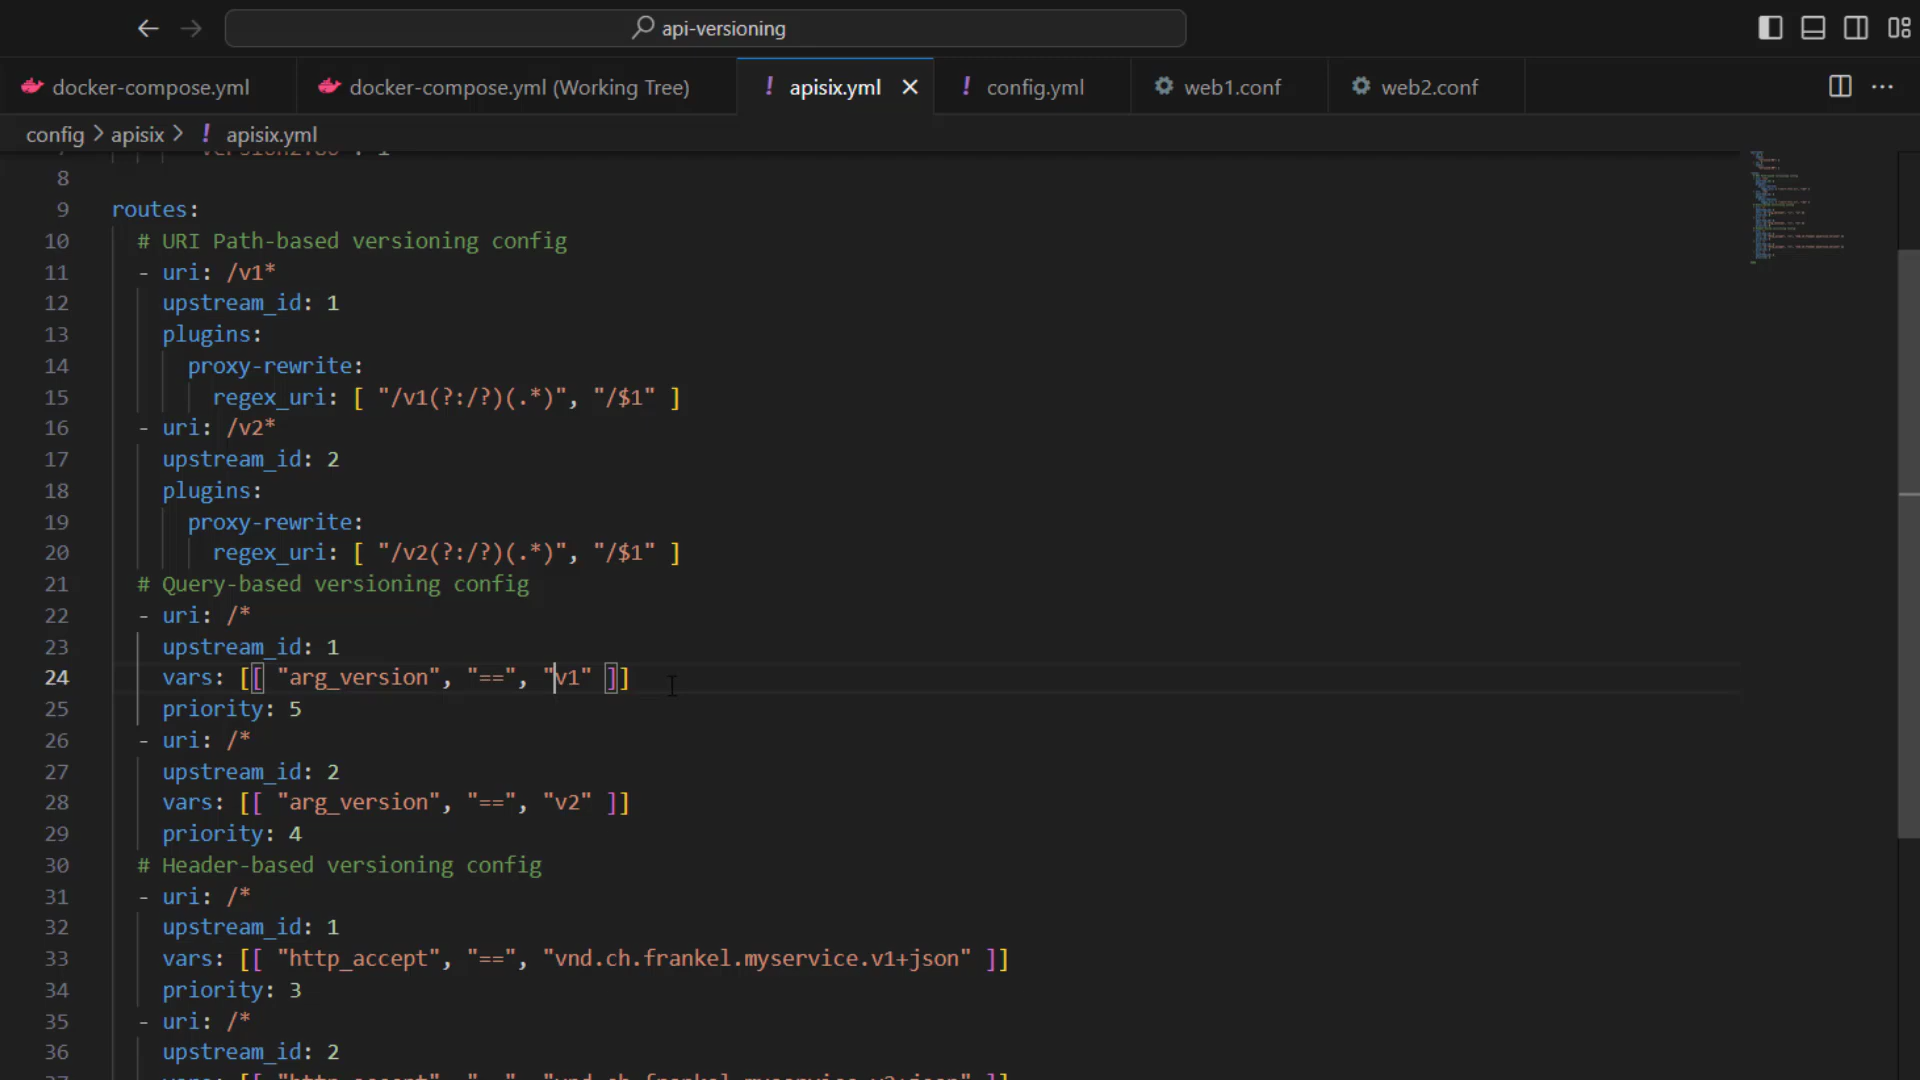 api-versioning
docker-compose.yml
docker-compose.yml (Working Tree)
! apisix.yml
! config.yml
web1.conf
web2.conf
config > apisix > ! apisix.yml
8
9 routes:
10 # URI Path-based versioning config
11 - uri: /v1*
12 upstream_id: 1
13 plugins:
14 proxy-rewrite:
15 regex_uri: [ "/v1(?:/?)(.*)", "/$1" ]
16 - uri: /v2*
17 upstream_id: 2
18 plugins:
19 proxy-rewrite:
20 regex_uri: [ "/v2(?:/?)(.*)", "/$1" ]
21 # Query-based versioning config
22 - uri: /*
23 upstream_id: 1
24 vars: [[ "arg_version", "==", "v1" ]]
25 priority: 5
26 - uri: /*
27 upstream_id: 2
28 vars: [[ "arg_version", "==", "v2" ]]
29 priority: 4
30 # Header-based versioning config
31 - uri: /*
32 upstream_id: 1
33 vars: [[ "http_accept", "==", "vnd.ch.frankel.myservice.v1+json" ]]
34 priority: 3
35 - uri: /*
36 upstream_id: 2